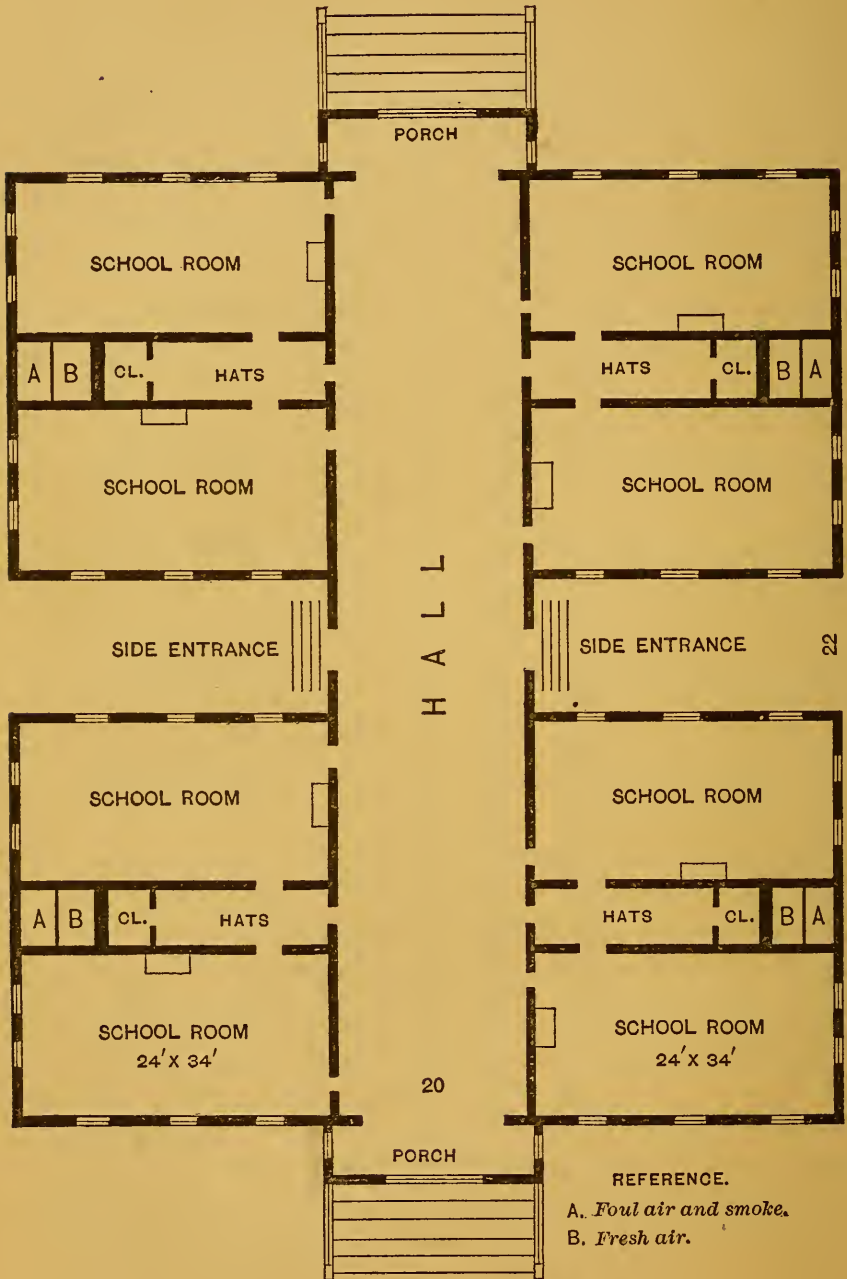 PORCH
SCHOOL ROOM
SCHOOL ROOM
A B CL. HATS
HATS CL. B A
SCHOOL ROOM
SCHOOL ROOM
HALL
SIDE ENTRANCE
SIDE ENTRANCE
22
SCHOOL ROOM
SCHOOL ROOM
A B CL. HATS
HATS CL. B A
SCHOOL ROOM
24' X 34'
SCHOOL ROOM
24' X 34'
20
PORCH
REFERENCE.
A. Foul air and smoke.
B. Fresh air.